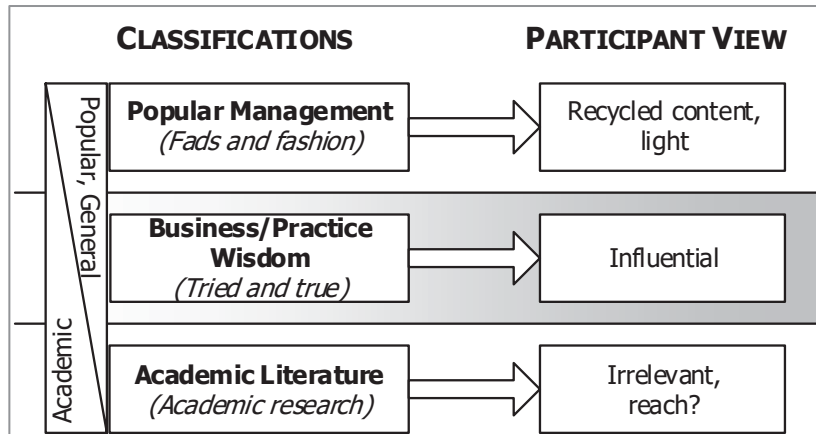 CLASSIFICATIONS
PARTICIPANT VIEW
Popular, General
Academic
Popular Management
(Fads and fashion)
Recycled content,
light
Business/Practice
Wisdom
(Tried and true)
Influential
Academic Literature
(Academic research)
Irrelevant,
reach?